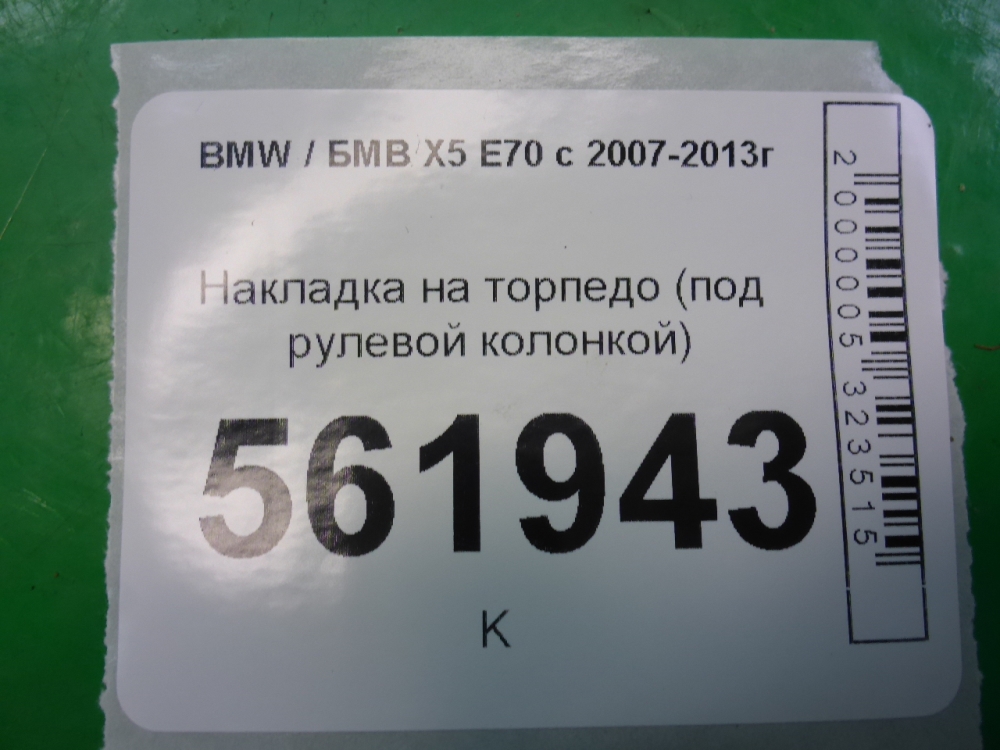 BMW / БМВ X5 E70 с 2007-2013г
Накладка на торпедо (под
рулевой колонкой)
561943
К
2000005323515